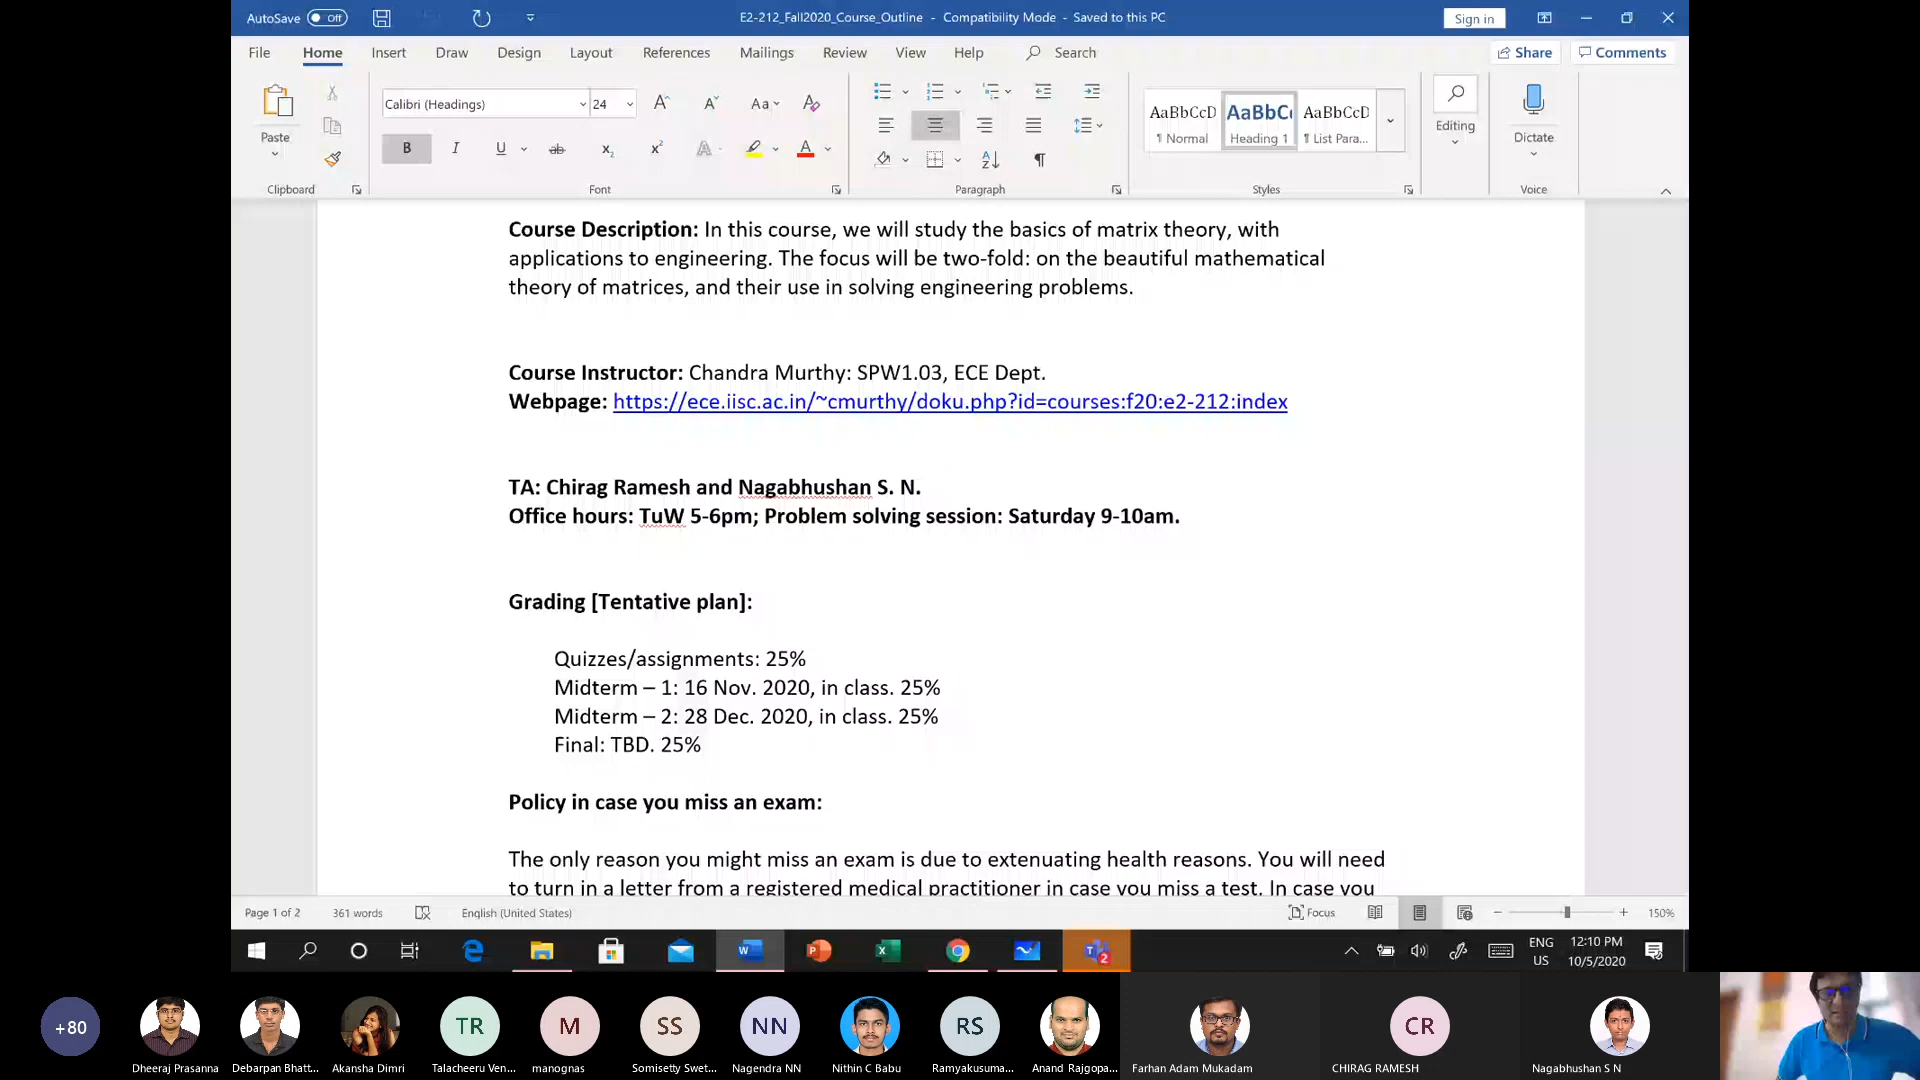 AutoSave Off
E2-212_Fall2020_Course_Outline - Compatibility Mode - Saved to this PC
Sign in
File Home Insert Draw Design Layout References Mailings Review View Help Search
Share Comments
Calibri (Headings) 24
Aa
Paste
B I U ab x₂ x² A A
AaBbCcD AaBbCc AaBbCcD
¶ Normal Heading 1 ¶ List Para...
Editing
Dictate
Clipboard Font Paragraph Styles Voice
Course Description: In this course, we will study the basics of matrix theory, with
applications to engineering. The focus will be two-fold: on the beautiful mathematical
theory of matrices, and their use in solving engineering problems.
Course Instructor: Chandra Murthy: SPW1.03, ECE Dept.
Webpage: https://ece.iisc.ac.in/~cmurthy/doku.php?id=courses:f20:e2-212:index
TA: Chirag Ramesh and Nagabhushan S. N.
Office hours: TuW 5-6pm; Problem solving session: Saturday 9-10am.
Grading [Tentative plan]:
Quizzes/assignments: 25%
Midterm – 1: 16 Nov. 2020, in class. 25%
Midterm – 2: 28 Dec. 2020, in class. 25%
Final: TBD. 25%
Policy in case you miss an exam:
The only reason you might miss an exam is due to extenuating health reasons. You will need
to turn in a letter from a registered medical practitioner in case you miss a test. In case you
Page 1 of 2 361 words English (United States) Focus 150%
ENG 12:10 PM
US 10/5/2020
2
+80 TR M SS NN RS CR
Dheeraj Prasanna Debarpan Bhatt... Akansha Dimri Talacheeru Ven... manognas Somisetty Swet... Nagendra NN Nithin C Babu Ramyakusuma... Anand Rajgopa... Farhan Adam Mukadam CHIRAG RAMESH Nagabhushan S N